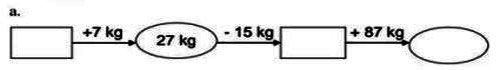 a.
+7 kg 27 kg - 15 kg + 87 kg